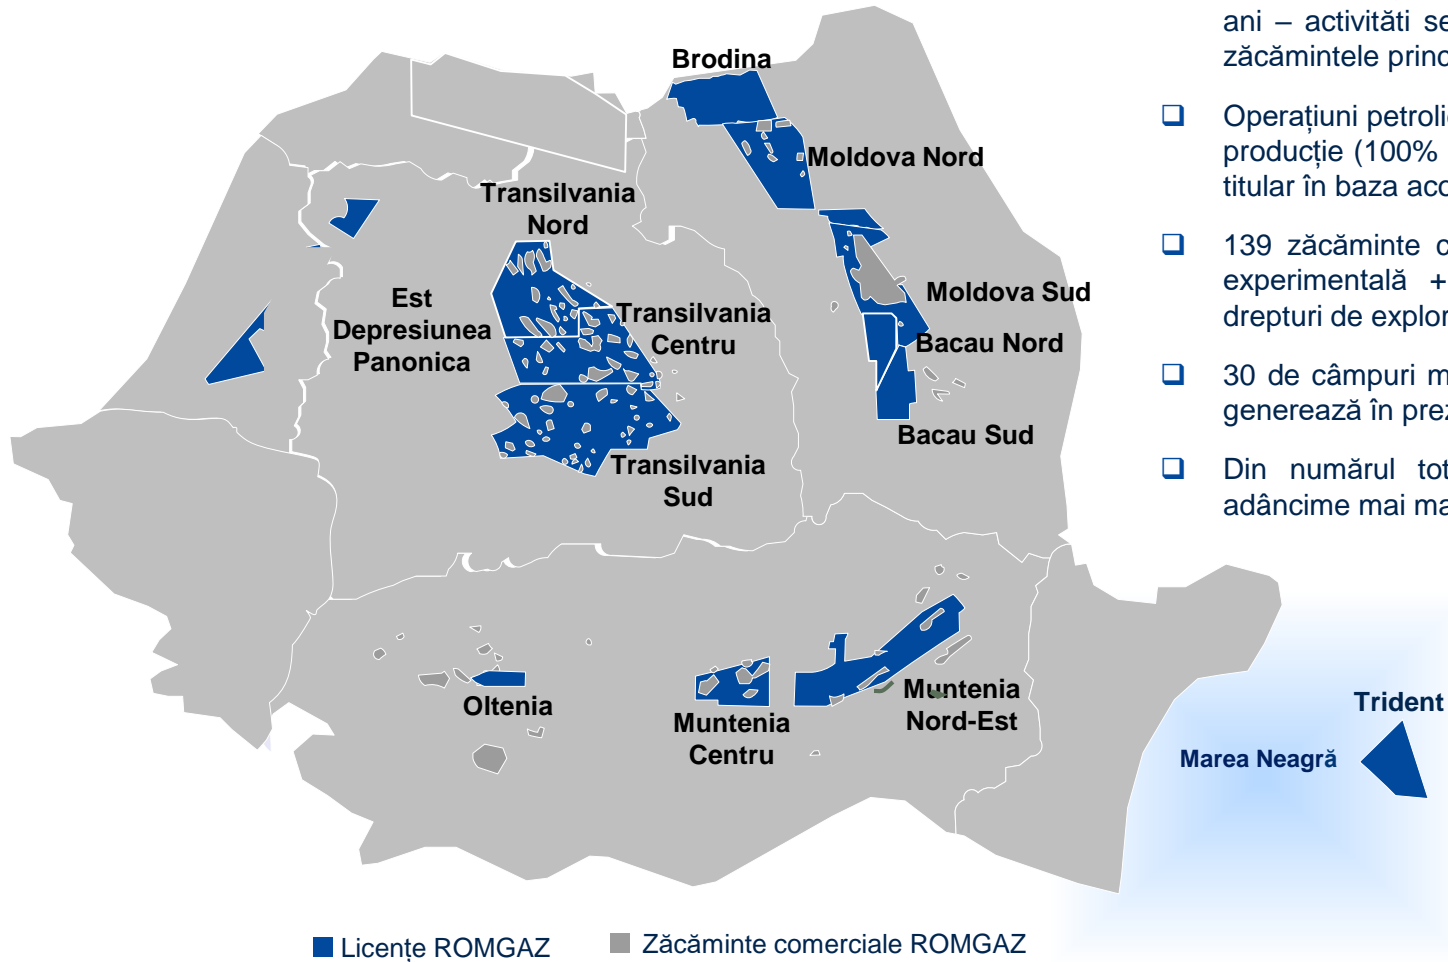 Brodina
Moldova Nord
Transilvania
Nord
Est
Depresiunea
Panonica
Transilvania
Centru
Moldova Sud
Bacau Nord
Bacau Sud
Transilvania
Sud
Oltenia
Muntenia
Centru
Muntenia
Nord-Est
Trident
Marea Neagră
Licențe ROMGAZ
Zăcăminte comerciale ROMGAZ
ani – activităti se
zăcămintele princ
Operațiuni petrolie
producție (100%
titular în baza aco
139 zăcăminte c
experimentală +
drepturi de explor
30 de câmpuri m
generează în prez
Din numărul tot
adâncime mai ma